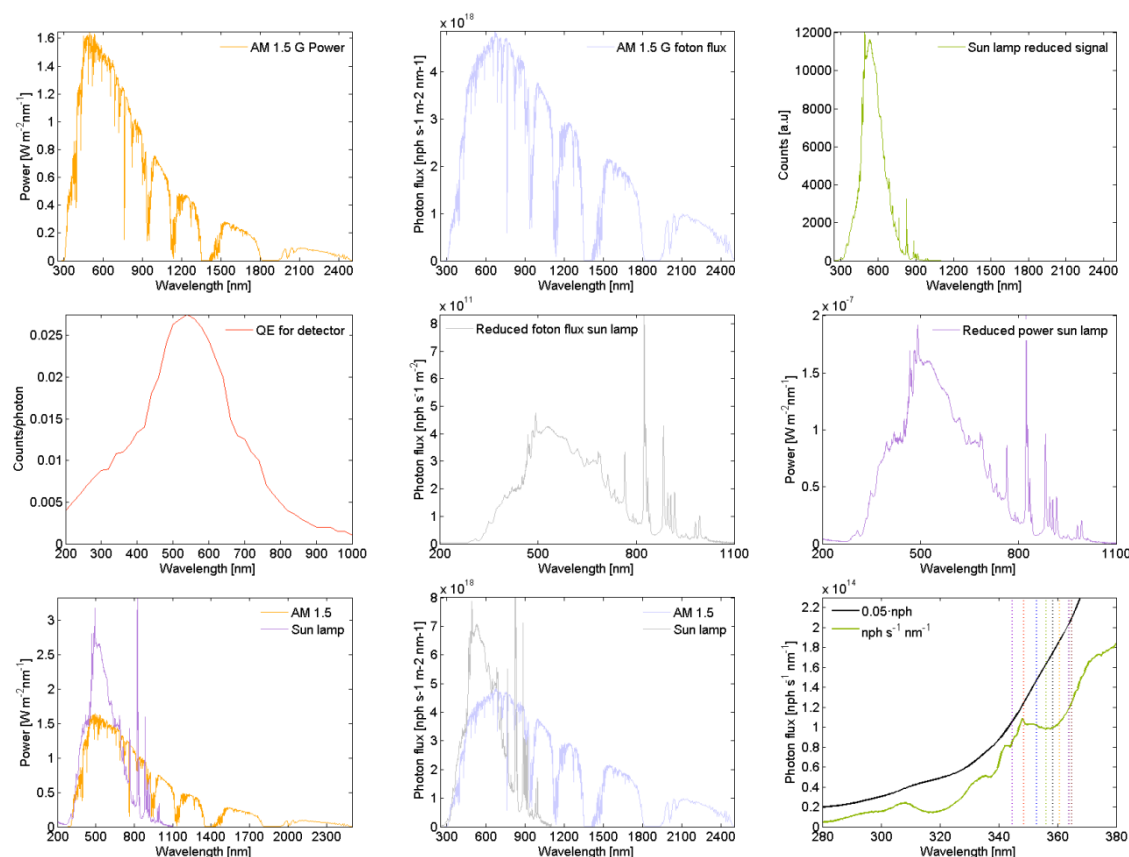 AM 1.5 G Power
Power [W m-2nm-1]
1.6
1.4
1.2
1
0.8
0.6
0.4
0.2
0
300 600 900 1200 1500 1800 2100 2400
Wavelength [nm]
x 10^18
AM 1.5 G foton flux
Photon flux [nph s-1 m-2 nm-1]
4
3
2
1
0
300 600 900 1200 1500 1800 2100 2400
Wavelength [nm]
Sun lamp reduced signal
Counts [a.u]
12000
10000
8000
6000
4000
2000
0
300 600 900 1200 1500 1800 2100 2400
Wavelength [nm]
QE for detector
Counts/photon
0.025
0.02
0.015
0.01
0.005
0
200 300 400 500 600 700 800 900 1000
Wavelength [nm]
x 10^11
Reduced foton flux sun lamp
Photon flux [nph s^-1 m^-2]
8
7
6
5
4
3
2
1
0
200 500 800 1100
Wavelength [nm]
x 10^-7
Reduced power sun lamp
Power [W m^-2 nm^-1]
2
1.5
1
0.5
0
200 500 800 1100
Wavelength [nm]
AM 1.5
Sun lamp
Power [W m^-2 nm^-1]
3
2.5
2
1.5
1
0.5
0
200 500 800 1100 1400 1700 2000 2300
Wavelength [nm]
x 10^18
AM 1.5
Sun lamp
Photon flux [nph s-1 m-2 nm-1]
8
7
6
5
4
3
2
1
0
300 600 900 1200 1500 1800 2100 2400
Wavelength [nm]
x 10^14
0.05·nph
nph s^-1 nm^-1
Photon flux [nph s^-1 nm^-1]
2.2
2
1.8
1.6
1.4
1.2
1
0.8
0.6
0.4
0.2
0
280 300 320 340 360 380
Wavelength [nm]